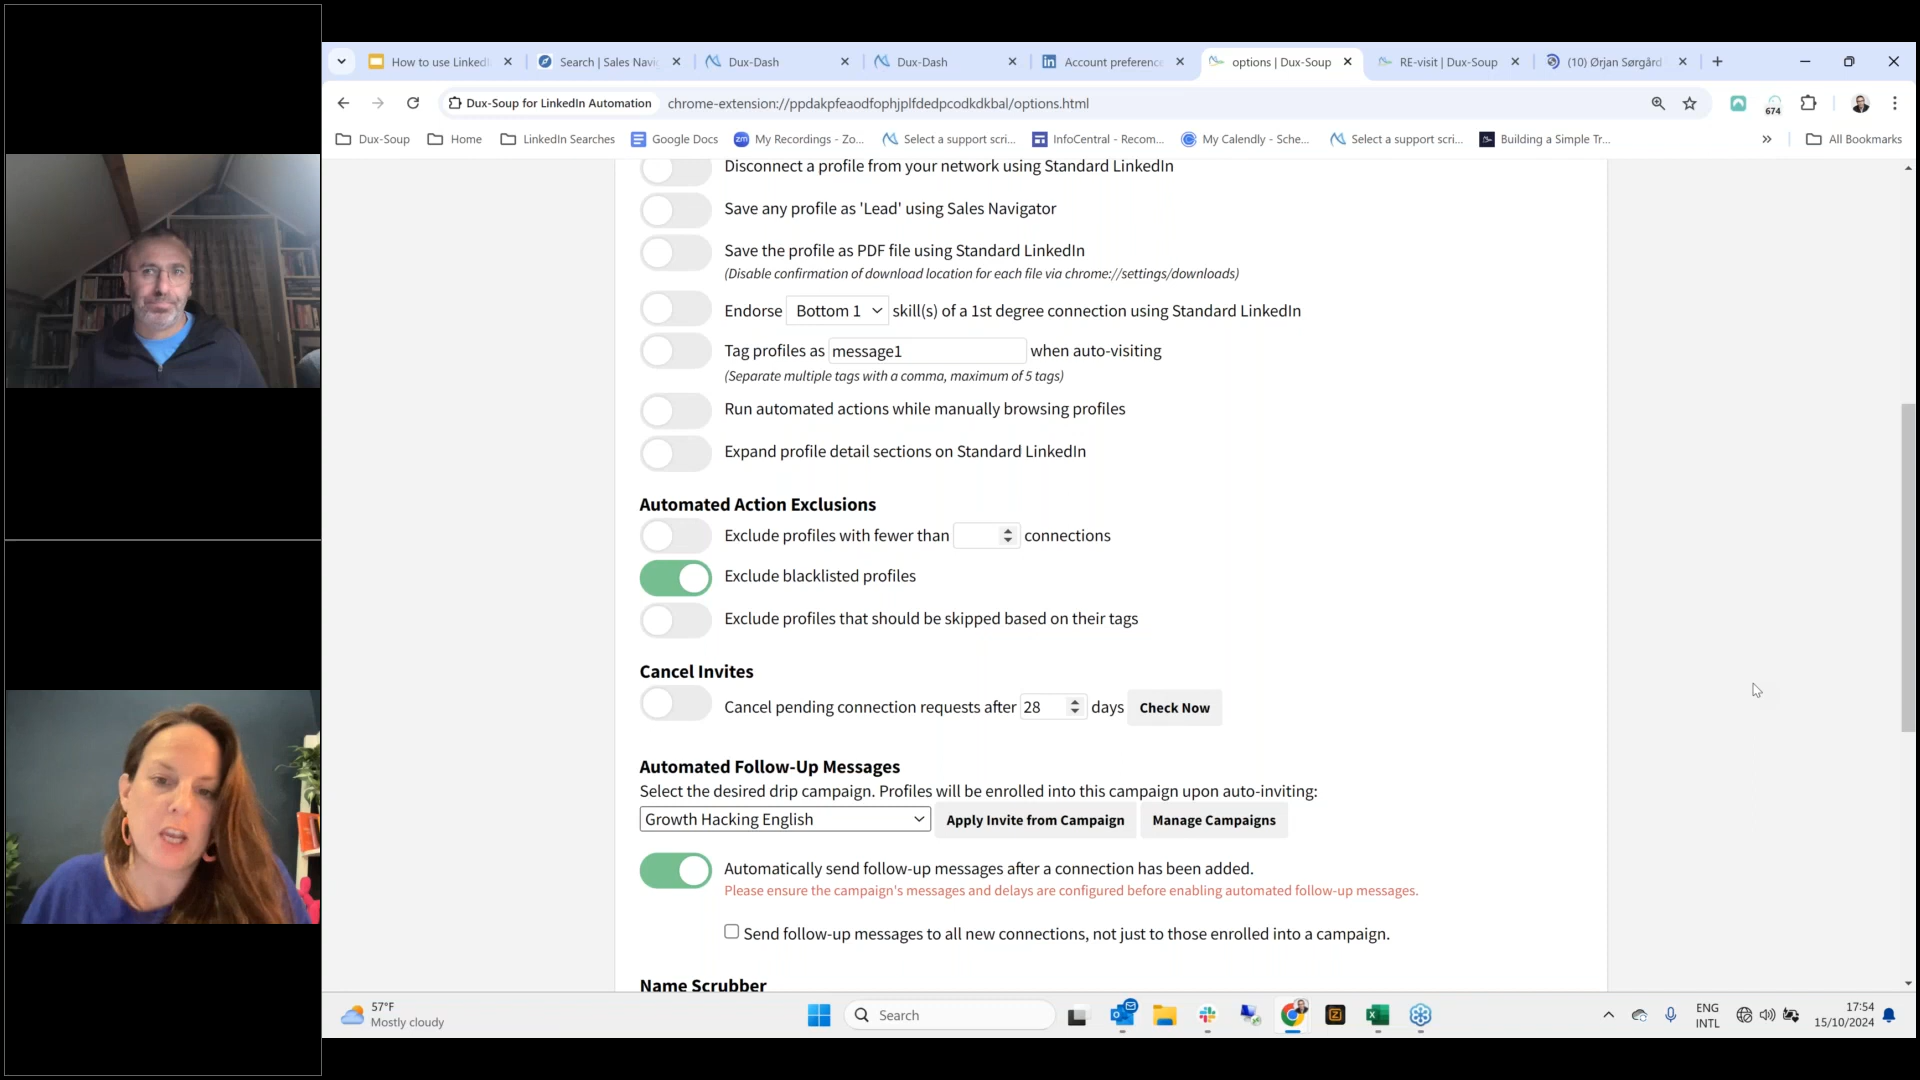 How to use Linked
Search | Sales Navi
Dux-Dash
Dux-Dash
Account preference
options | Dux-Soup
RE-visit | Dux-Soup
(10) Ørjan Sørgård
Dux-Soup for LinkedIn Automation
chrome-extension://ppdakpfeaodfophjplfdedpcodkdkbal/options.html
674
Dux-Soup
Home
LinkedIn Searches
Google Docs
My Recordings - Zo...
Select a support scri...
InfoCentral - Recom...
My Calendly - Sche...
Select a support scri...
Building a Simple Tr...
All Bookmarks
Disconnect a profile from your network using Standard LinkedIn
Save any profile as 'Lead' using Sales Navigator
Save the profile as PDF file using Standard LinkedIn
(Disable confirmation of download location for each file via chrome://settings/downloads)
Endorse Bottom 1 skill(s) of a 1st degree connection using Standard LinkedIn
Tag profiles as message1 when auto-visiting
(Separate multiple tags with a comma, maximum of 5 tags)
Run automated actions while manually browsing profiles
Expand profile detail sections on Standard LinkedIn
Automated Action Exclusions
Exclude profiles with fewer than connections
Exclude blacklisted profiles
Exclude profiles that should be skipped based on their tags
Cancel Invites
Cancel pending connection requests after 28 days Check Now
Automated Follow-Up Messages
Select the desired drip campaign. Profiles will be enrolled into this campaign upon auto-inviting:
Growth Hacking English Apply Invite from Campaign Manage Campaigns
Automatically send follow-up messages after a connection has been added.
Please ensure the campaign's messages and delays are configured before enabling automated follow-up messages.
Send follow-up messages to all new connections, not just to those enrolled into a campaign.
Name Scrubber
57°F
Mostly cloudy
Search
ENG
INTL
17:54
15/10/2024